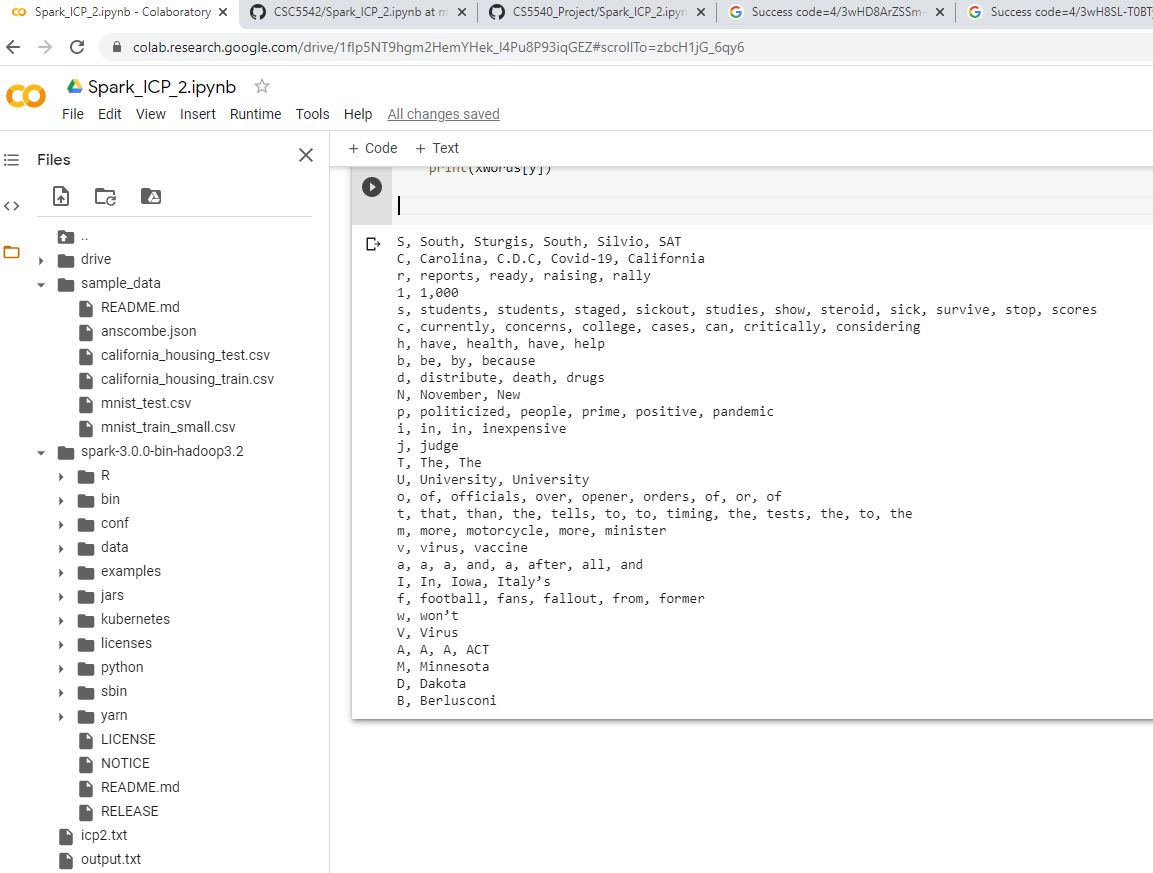 Spark_ICP_2.ipynb - Colaboratory
CSC5542/Spark_ICP_2.ipynb at m
CS5540_Project/Spark_ICP_2.ipyn
Success code=4/3wHD8ArZSSm-
Success code=4/3wH8SL-T0BT
colab.research.google.com/drive/1flp5NT9hgm2HemYHek_l4Pu8P93iqGEZ#scrollTo=zbcH1jG_6qy6
CO
Spark_ICP_2.ipynb
File Edit View Insert Runtime Tools Help All changes saved
Files
+ Code + Text
print(xWords[y])
..
drive
sample_data
README.md
anscombe.json
california_housing_test.csv
california_housing_train.csv
mnist_test.csv
mnist_train_small.csv
spark-3.0.0-bin-hadoop3.2
R
bin
conf
data
examples
jars
kubernetes
licenses
python
sbin
yarn
LICENSE
NOTICE
README.md
RELEASE
icp2.txt
output.txt
S, South, Sturgis, South, Silvio, SAT
C, Carolina, C.D.C, Covid-19, California
r, reports, ready, raising, rally
1, 1,000
s, students, students, staged, sickout, studies, show, steroid, sick, survive, stop, scores
c, currently, concerns, college, cases, can, critically, considering
h, have, health, have, help
b, be, by, because
d, distribute, death, drugs
N, November, New
p, politicized, people, prime, positive, pandemic
i, in, in, inexpensive
j, judge
T, The, The
U, University, University
o, of, officials, over, opener, orders, of, or, of
t, that, than, the, tells, to, to, timing, the, tests, the, to, the
m, more, motorcycle, more, minister
v, virus, vaccine
a, a, a, and, a, after, all, and
I, In, Iowa, Italy’s
f, football, fans, fallout, from, former
w, won’t
V, Virus
A, A, A, ACT
M, Minnesota
D, Dakota
B, Berlusconi